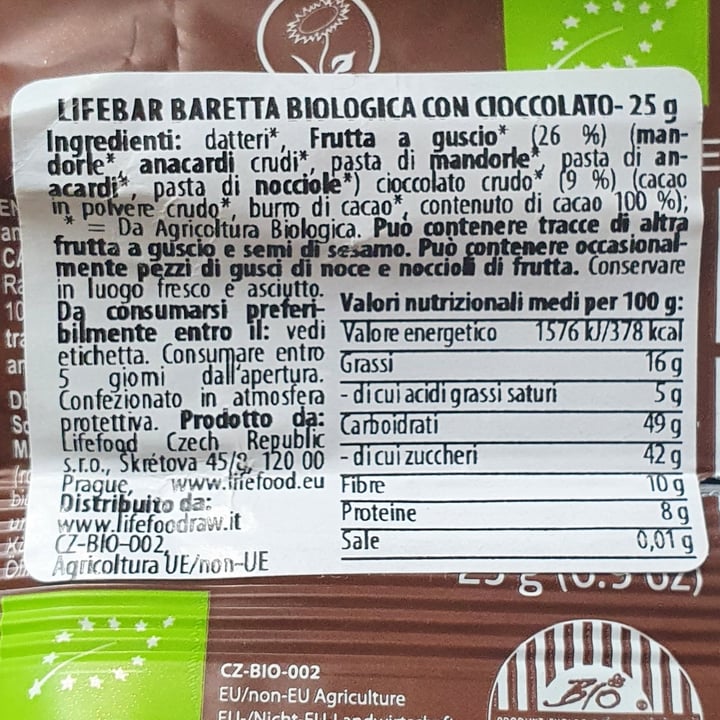 LIFEBAR BARETTA BIOLOGICA CON CIOCCOLATO- 25 g
Ingredienti: datteri*, Frutta a guscio* (26 %) (man-
dorle* anacardi crudi*, pasta di mandorle*, pasta di an-
acardi*, pasta di nocciole*) cioccolato crudo* (9 %) (cacao
in polvere crudo*, burro di cacao*, contenuto di cacao 100 %);
* = Da Agricoltura Biologica. Può contenere tracce di altra
frutta a guscio e semi di sesamo. Può contenere occasional-
mente pezzi di gusci di noce e noccioli di frutta. Conservare
in luogo fresco e asciutto.
Da consumarsi preferi-
bilmente entro il: vedi
etichetta. Consumare entro
5 giorni dall'apertura.
Confezionato in atmosfera
protettiva. Prodotto da:
Lifefood Czech Republic
s.r.o., Škrétova 45/8, 120 00
Prague, www.lifefood.eu
Distribuito da:
www.lifefoodraw.it
CZ-BIO-002,
Agricoltura UE/non-UE
Valori nutrizionali medi per 100 g:
Valore energetico 1576 kJ/378 kcal
Grassi 16 g
- di cui acidi grassi saturi 5 g
Carboidrati 49 g
- di cui zuccheri 42 g
Fibre 10 g
Proteine 8 g
Sale 0,01 g
CZ-BIO-002
EU/non-EU Agriculture
BIO